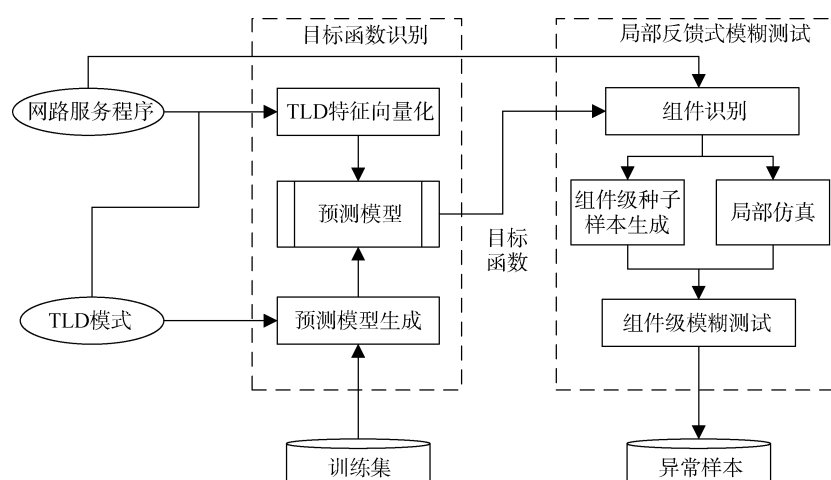 目标函数识别
局部反馈式模糊测试
网路服务程序
TLD特征向量化
组件识别
预测模型
组件级种子
样本生成
局部仿真
目标
函数
TLD模式
预测模型生成
组件级模糊测试
训练集
异常样本